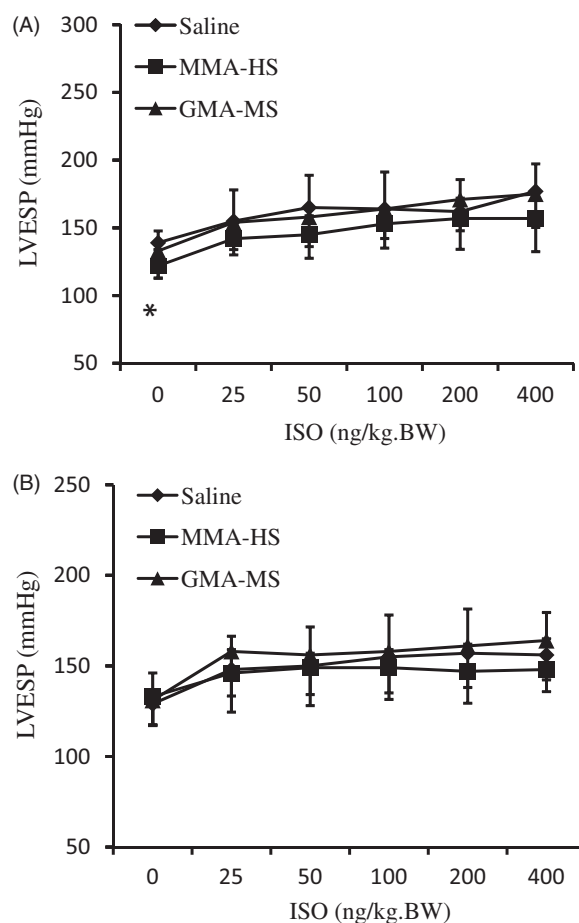 (A)
300
Saline
MMA-HS
250
GMA-MS
200
LVESP (mmHg)
150
100
*
50
0 25 50 100 200 400
ISO (ng/kg.BW)
(B)
250
Saline
MMA-HS
200
GMA-MS
LVESP (mmHg)
150
100
50
0 25 50 100 200 400
ISO (ng/kg.BW)